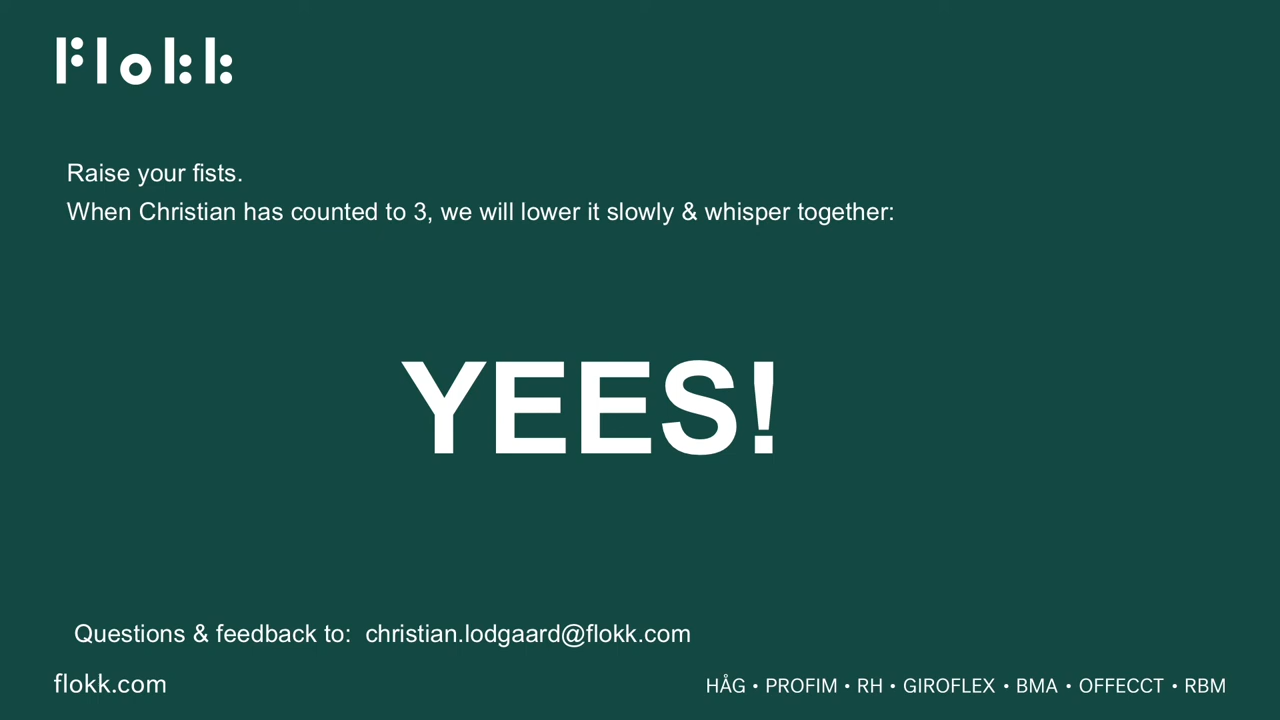 Flokk
Raise your fists.
When Christian has counted to 3, we will lower it slowly & whisper together:
YEES!
Questions & feedback to: christian.lodgaard@flokk.com
flokk.com
HÅG • PROFIM • RH • GIROFLEX • BMA • OFFECCT • RBM